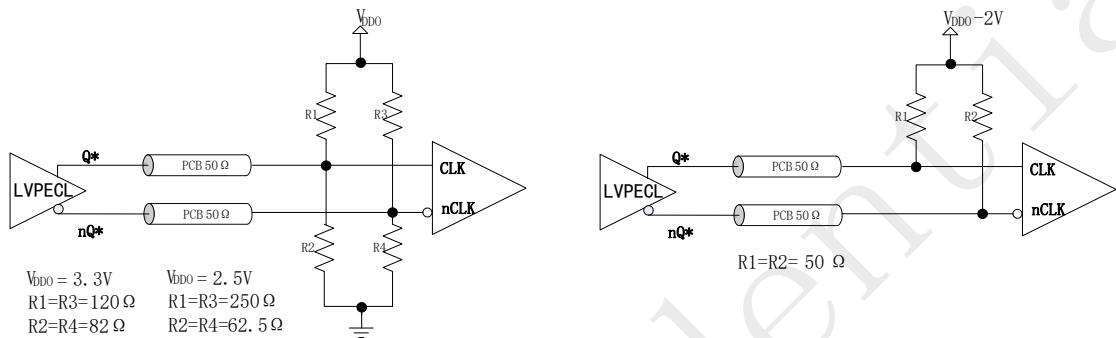 VDDO
R1
R3
Q*
PCB 50 Ω
CLK
LVPECL
nQ*
PCB 50 Ω
nCLK
R2
R4
VDDO = 3.3V
R1=R3=120 Ω
R2=R4=82 Ω
VDDO = 2.5V
R1=R3=250 Ω
R2=R4=62.5 Ω
VDDO-2V
R1
R2
Q*
PCB 50 Ω
CLK
LVPECL
nQ*
PCB 50 Ω
nCLK
R1=R2= 50 Ω
dentia